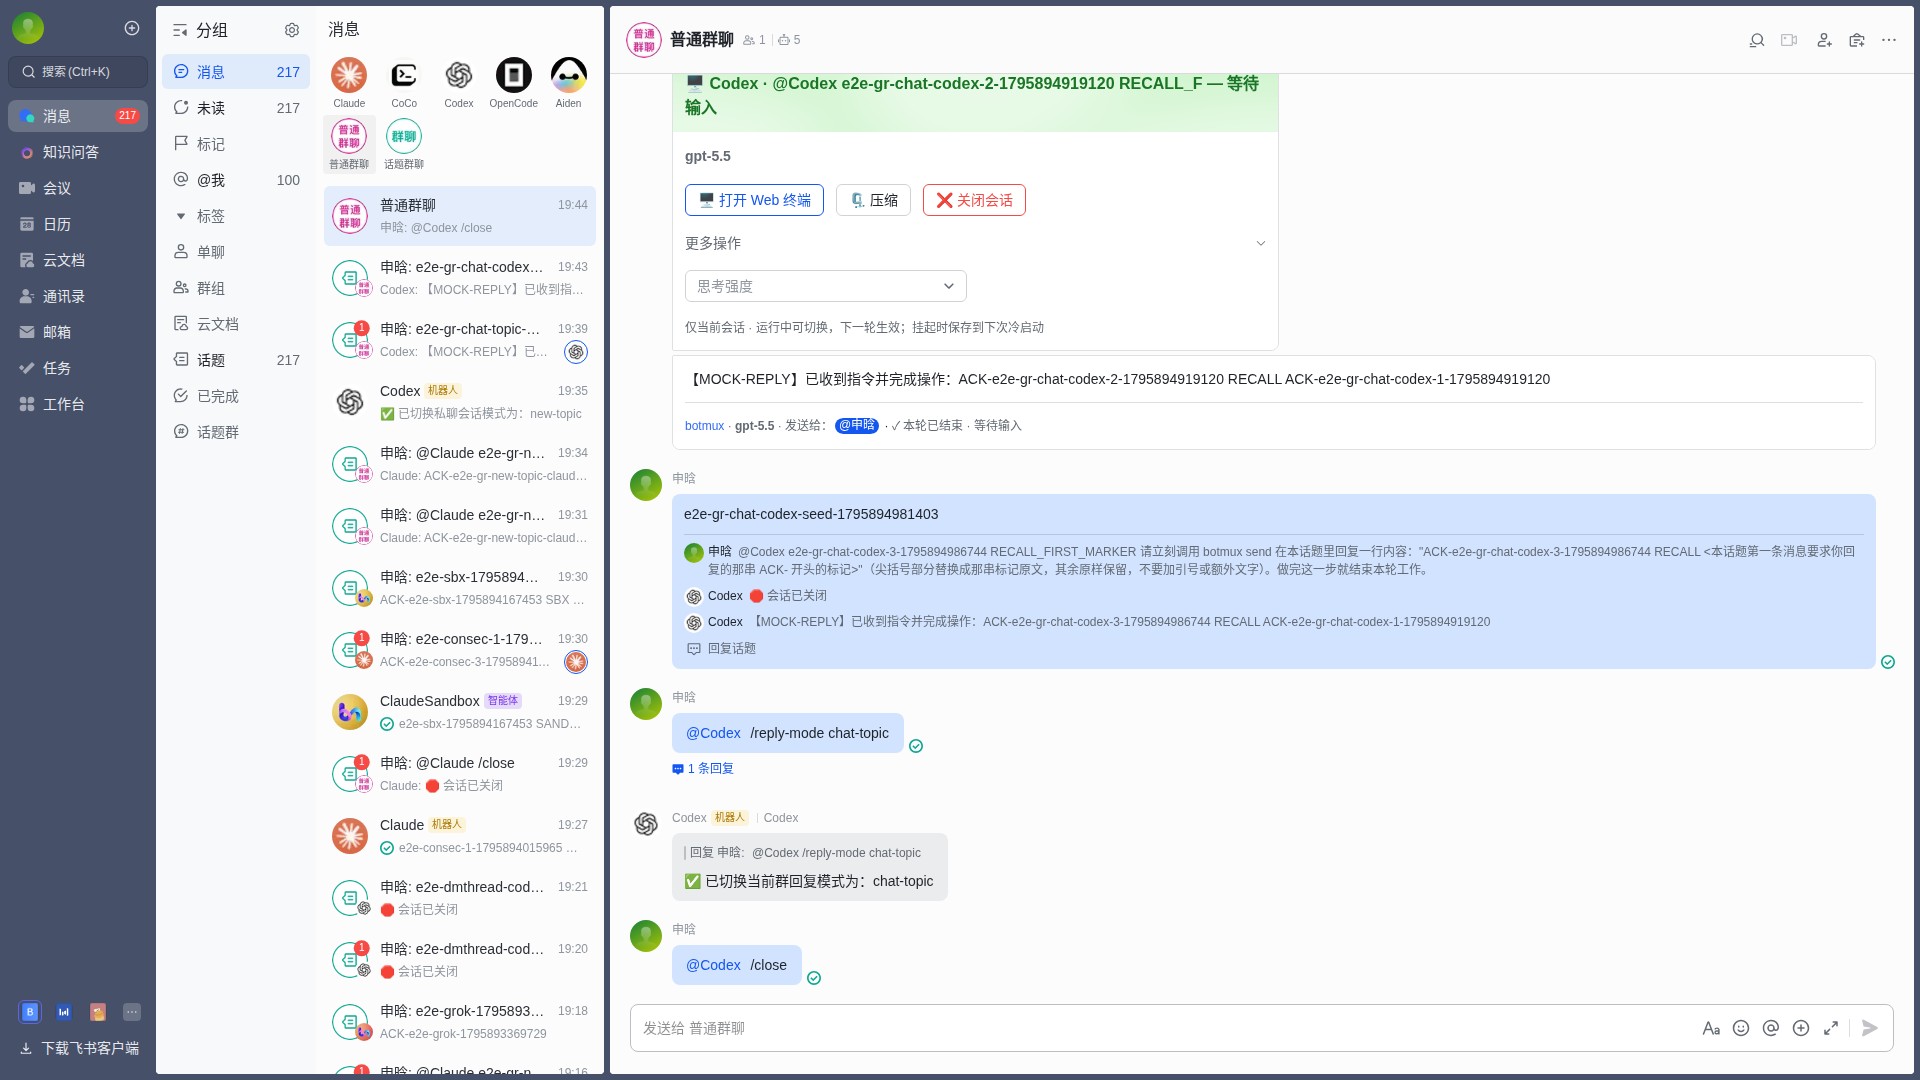 搜索 (Ctrl+K)
消息
217
知识问答
会议
日历
云文档
通讯录
邮箱
任务
工作台
下载飞书客户端
分组
消息 217
未读 217
标记
@我 100
标签
单聊
群组
云文档
话题 217
已完成
话题群
消息
Claude
CoCo
Codex
OpenCode
Aiden
普通群聊
话题群聊
普通群聊 19:44
申晗: @Codex /close
申晗: e2e-gr-chat-codex... 19:43
Codex: 【MOCK-REPLY】已收到指...
1
申晗: e2e-gr-chat-topic-... 19:39
Codex: 【MOCK-REPLY】已...
Codex 机器人 19:35
✅ 已切换私聊会话模式为：new-topic
申晗: @Claude e2e-gr-n... 19:34
Claude: ACK-e2e-gr-new-topic-claud...
申晗: @Claude e2e-gr-n... 19:31
Claude: ACK-e2e-gr-new-topic-claud...
申晗: e2e-sbx-1795894... 19:30
ACK-e2e-sbx-1795894167453 SBX ...
1
申晗: e2e-consec-1-179... 19:30
ACK-e2e-consec-3-17958941...
ClaudeSandbox 智能体 19:29
e2e-sbx-1795894167453 SAND...
1
申晗: @Claude /close 19:29
Claude: 🛑 会话已关闭
Claude 机器人 19:27
e2e-consec-1-1795894015965 ...
申晗: e2e-dmthread-cod... 19:21
🛑 会话已关闭
1
申晗: e2e-dmthread-cod... 19:20
🛑 会话已关闭
申晗: e2e-grok-1795893... 19:18
ACK-e2e-grok-1795893369729
1
申晗: @Claude e2e-gr-n... 19:16
普通群聊
普通群聊 1 5
🖥️ Codex · @Codex e2e-gr-chat-codex-2-1795894919120 RECALL_F — 等待
输入
gpt-5.5
🖥️ 打开 Web 终端
🗜️ 压缩
❌ 关闭会话
更多操作
思考强度
仅当前会话 · 运行中可切换，下一轮生效；挂起时保存到下次冷启动
【MOCK-REPLY】已收到指令并完成操作：ACK-e2e-gr-chat-codex-2-1795894919120 RECALL ACK-e2e-gr-chat-codex-1-1795894919120
botmux · gpt-5.5 · 发送给： @申晗 · ✓ 本轮已结束 · 等待输入
申晗
e2e-gr-chat-codex-seed-1795894981403
申晗 @Codex e2e-gr-chat-codex-3-1795894986744 RECALL_FIRST_MARKER 请立刻调用 botmux send 在本话题里回复一行内容："ACK-e2e-gr-chat-codex-3-1795894986744 RECALL <本话题第一条消息要求你回
复的那串 ACK- 开头的标记>"（尖括号部分替换成那串标记原文，其余原样保留，不要加引号或额外文字）。做完这一步就结束本轮工作。
Codex 🛑 会话已关闭
Codex 【MOCK-REPLY】已收到指令并完成操作：ACK-e2e-gr-chat-codex-3-1795894986744 RECALL ACK-e2e-gr-chat-codex-1-1795894919120
回复话题
申晗
@Codex /reply-mode chat-topic
1 条回复
Codex 机器人 | Codex
回复 申晗：@Codex /reply-mode chat-topic
✅ 已切换当前群回复模式为：chat-topic
申晗
@Codex /close
发送给 普通群聊